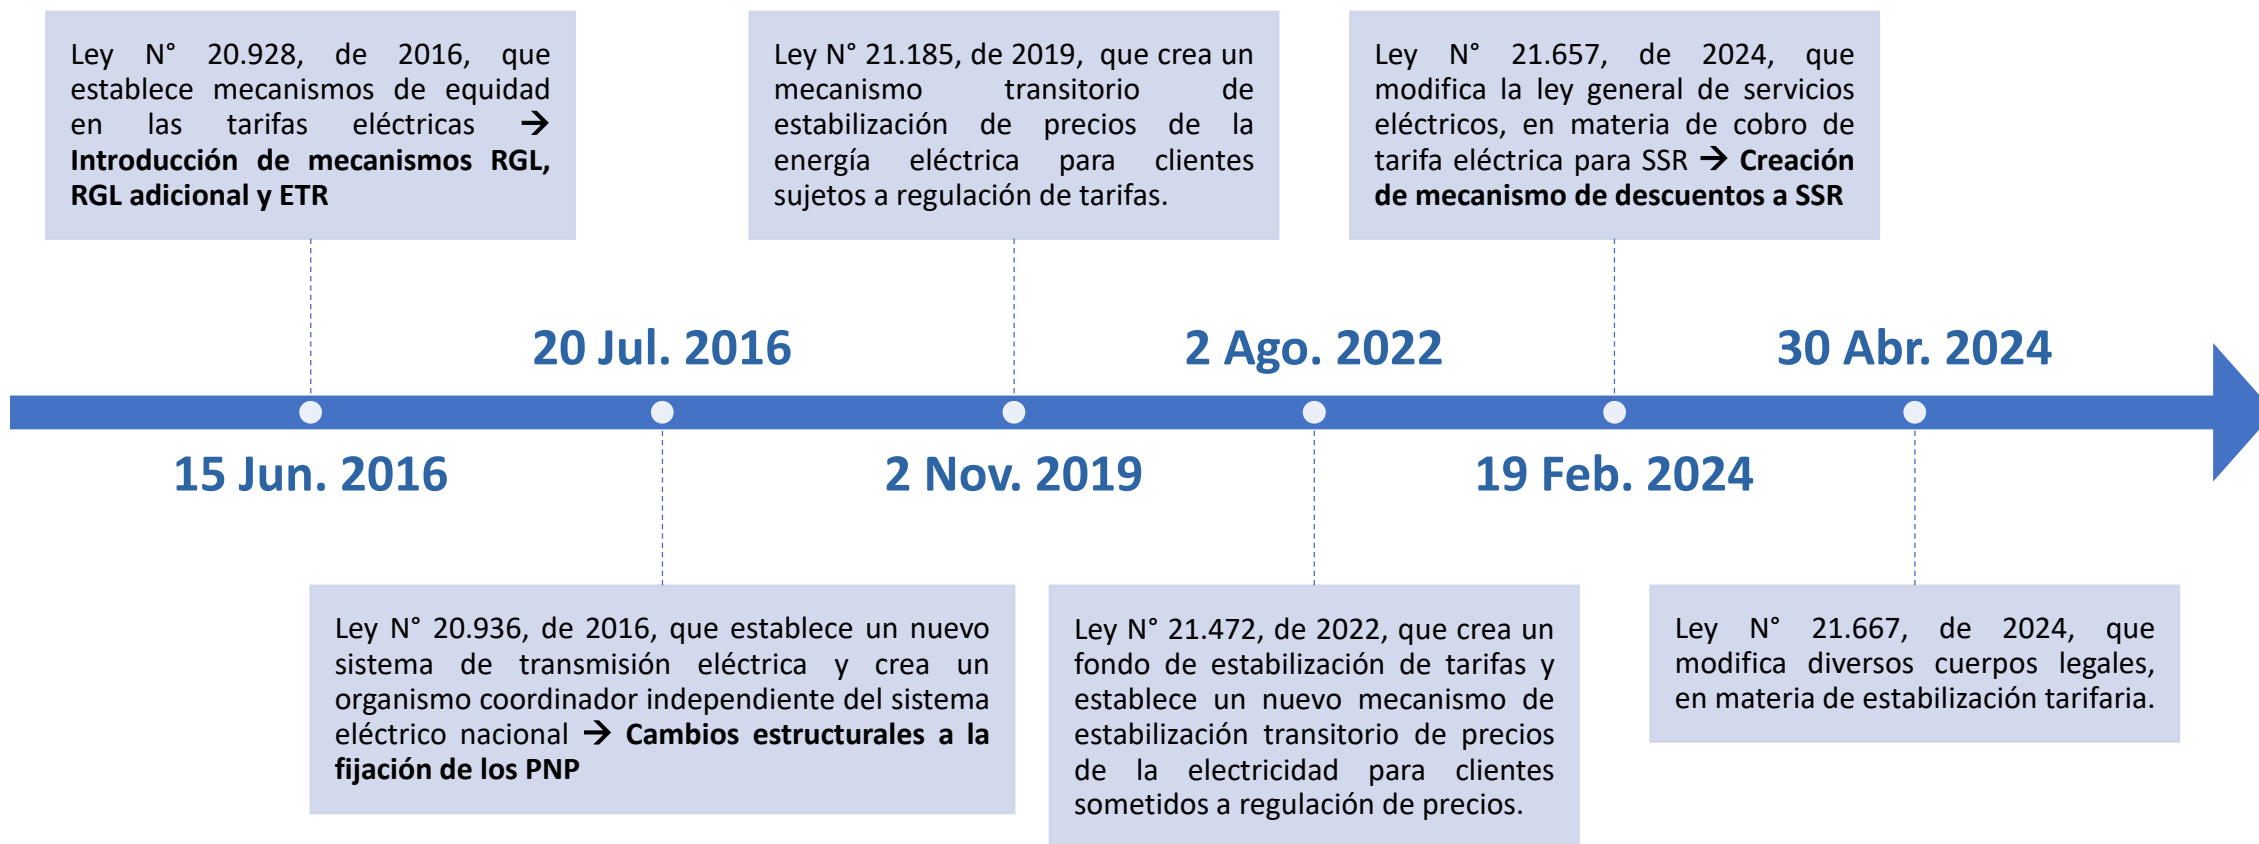 Ley N° 20.928, de 2016, que
establece mecanismos de equidad
en las tarifas eléctricas →
Introducción de mecanismos RGL,
RGL adicional y ETR
Ley N° 21.185, de 2019, que crea un
mecanismo transitorio de
estabilización de precios de la
energía eléctrica para clientes
sujetos a regulación de tarifas.
Ley N° 21.657, de 2024, que
modifica la ley general de servicios
eléctricos, en materia de cobro de
tarifa eléctrica para SSR → Creación
de mecanismo de descuentos a SSR
20 Jul. 2016
2 Ago. 2022
30 Abr. 2024
15 Jun. 2016
2 Nov. 2019
19 Feb. 2024
Ley N° 20.936, de 2016, que establece un nuevo
sistema de transmisión eléctrica y crea un
organismo coordinador independiente del sistema
eléctrico nacional → Cambios estructurales a la
fijación de los PNP
Ley N° 21.472, de 2022, que crea un
fondo de estabilización de tarifas y
establece un nuevo mecanismo de
estabilización transitorio de precios
de la electricidad para clientes
sometidos a regulación de precios.
Ley N° 21.667, de 2024, que
modifica diversos cuerpos legales,
en materia de estabilización tarifaria.